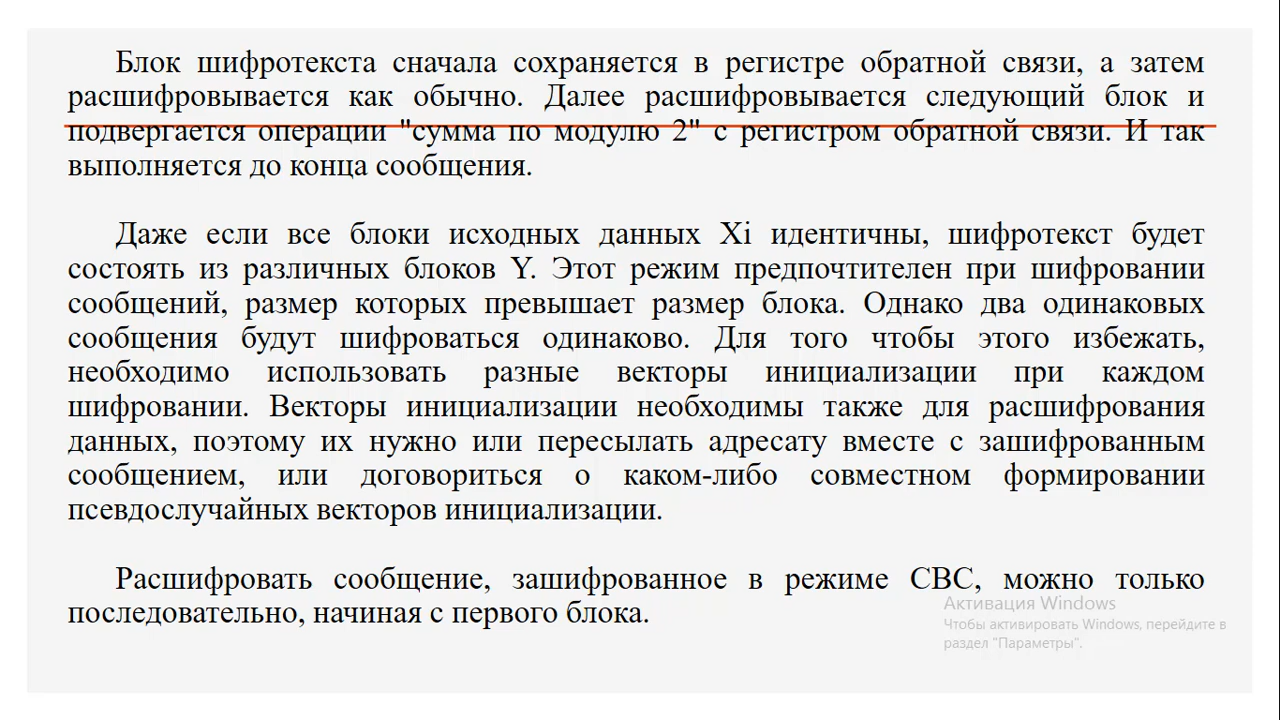 Блок шифротекста сначала сохраняется в регистре обратной связи, а затем
расшифровывается как обычно. Далее расшифровывается следующий блок и
подвергается операции "сумма по модулю 2" с регистром обратной связи. И так
выполняется до конца сообщения.
Даже если все блоки исходных данных Xi идентичны, шифротекст будет
состоять из различных блоков Y. Этот режим предпочтителен при шифровании
сообщений, размер которых превышает размер блока. Однако два одинаковых
сообщения будут шифроваться одинаково. Для того чтобы этого избежать,
необходимо использовать разные векторы инициализации при каждом
шифровании. Векторы инициализации необходимы также для расшифрования
данных, поэтому их нужно или пересылать адресату вместе с зашифрованным
сообщением, или договориться о каком-либо совместном формировании
псевдослучайных векторов инициализации.
Расшифровать сообщение, зашифрованное в режиме СВС, можно только
последовательно, начиная с первого блока.
Активация Windows
Чтобы активировать Windows, перейдите в
раздел "Параметры".